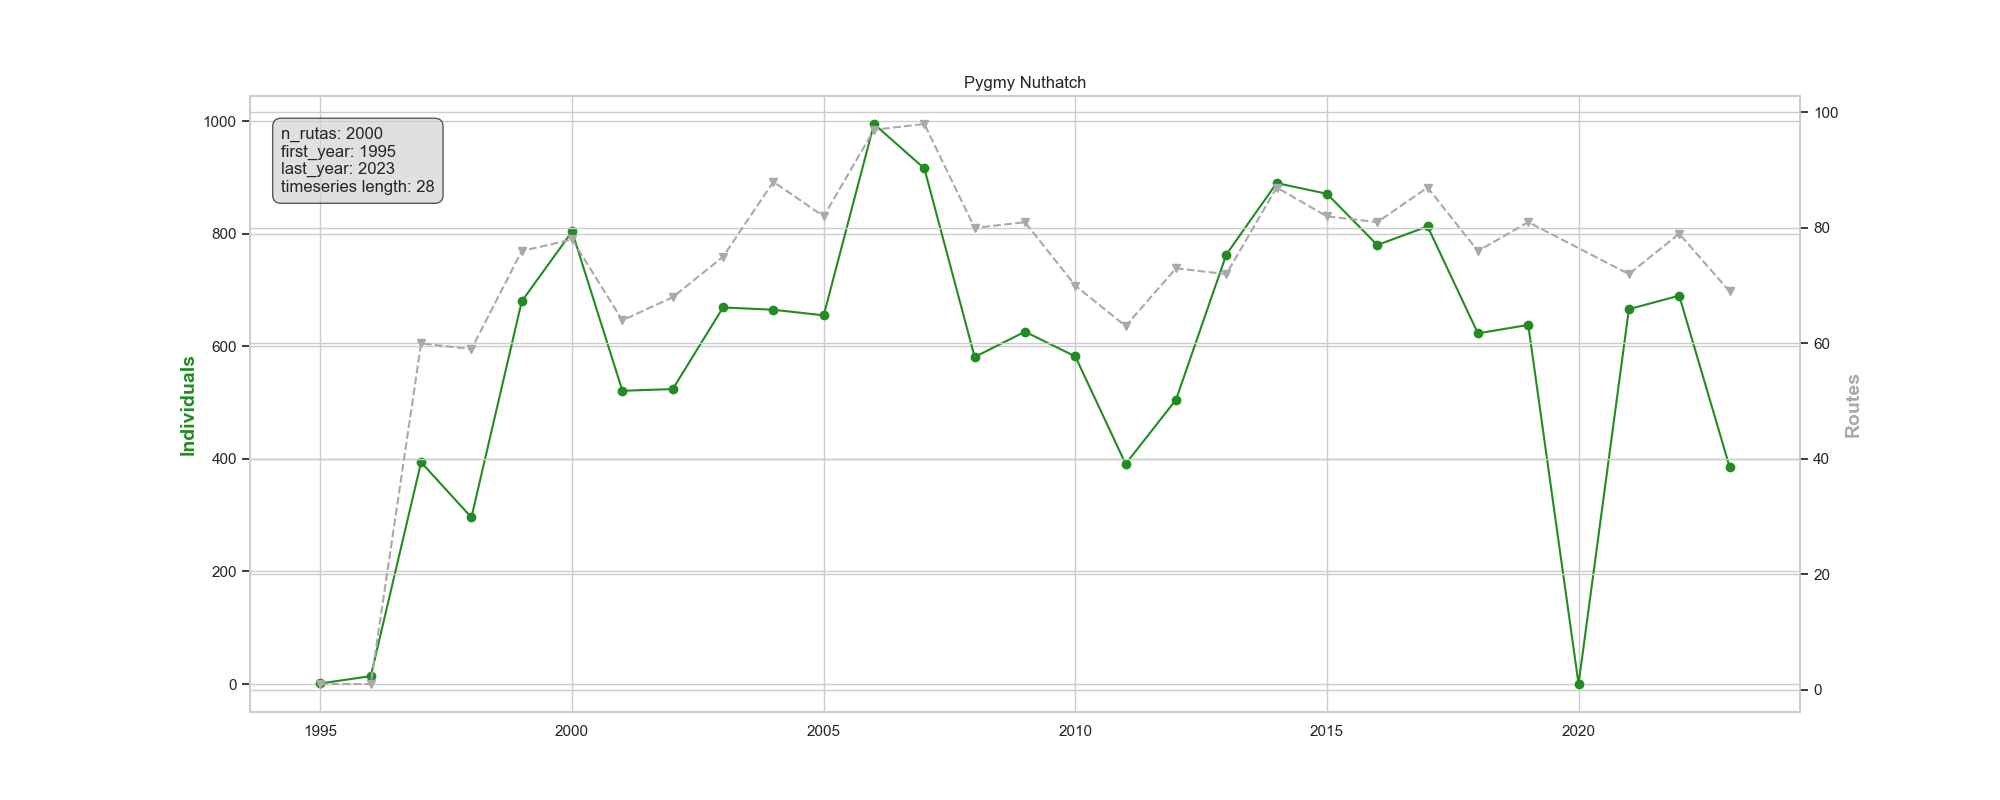 Pygmy Nuthatch
n_rutas: 2000
first_year: 1995
last_year: 2023
timeseries length: 28
1000
800
600
400
200
0
Individuals
100
80
60
40
20
0
Routes
1995
2000
2005
2010
2015
2020